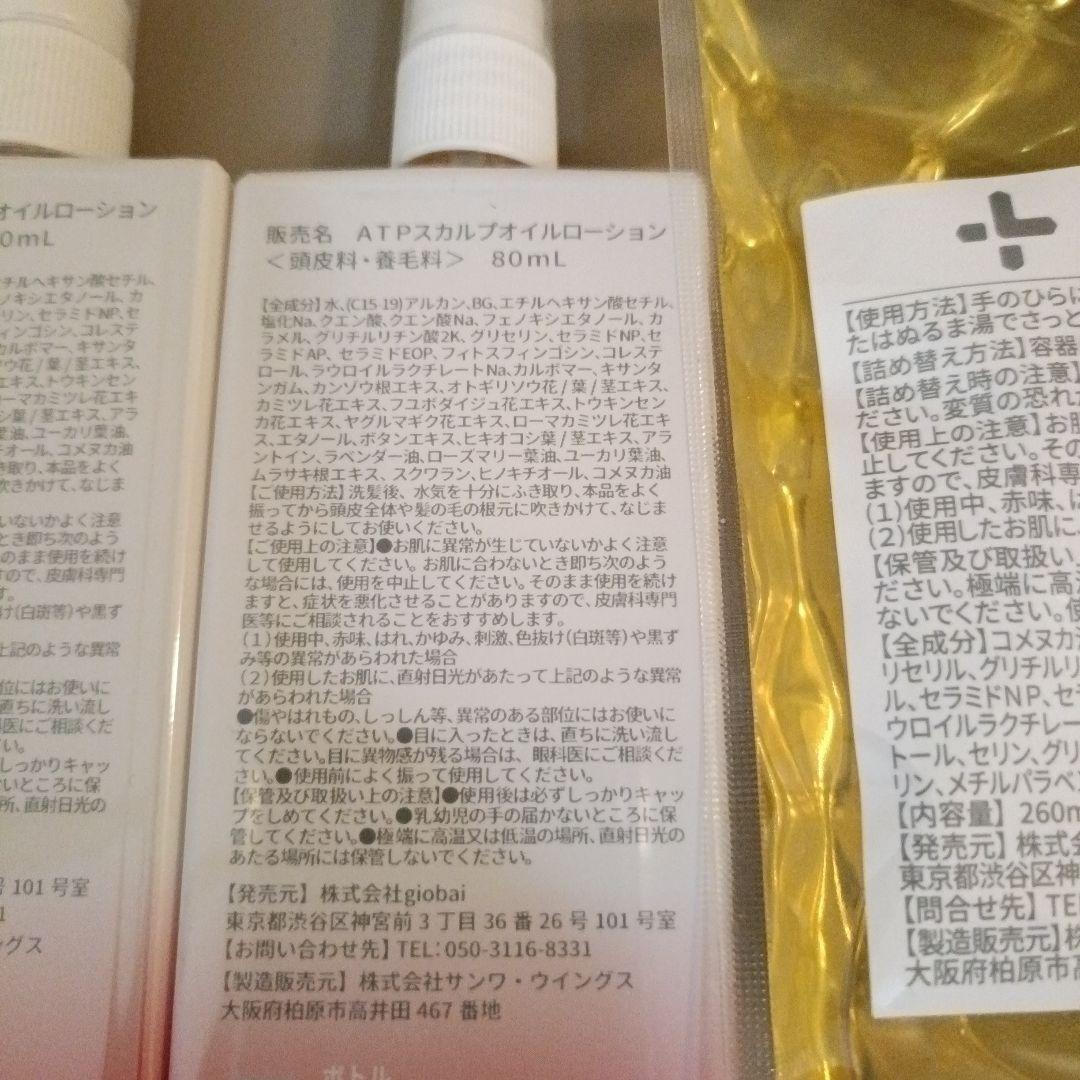 オイルローション
0mL
チルヘキサン酸セチル、
ノキシエタノール、カ
リン、セラミドNP、セ
ィンゴシン、コレステ
カルボマー、キサンタ
ウ花/葉/茎エキス、
エキス、トウキンセン
ーマカミツレ花エキ
シ葉/茎エキス、アラ
葉油、ユーカリ葉油、
チオール、コメヌカ油
き取り、本品をよく
吹きかけて、なじま
いないかよく注意
とき即ち次のよう
のまま使用を続け
すので、皮膚科専門
す。
抜け(白斑等)や黒ず
上記のような異常
位にはお使いに
直ちに洗い流し
科医にご相談くだ
い。
しっかりキャッ
ないところに保
所、直射日光の
号 101 号室
1
ングス
販売名 ATPスカルプオイルローション
<頭皮料・養毛料> 80mL
【全成分】水、(C15-19)アルカン、BG、エチルヘキサン酸セチル、
塩化Na、クエン酸、クエン酸Na、フェノキシエタノール、カ
ラメル、グリチルリチン酸2K、グリセリン、セラミドNP、セ
ラミドAP、セラミドEOP、フィトスフィンゴシン、コレステ
ロール、ラウロイルラクチレートNa、カルボマー、キサンタ
ンガム、カンゾウ根エキス、オトギリソウ花/葉/茎エキス、
カミツレ花エキス、フユボダイジュ花エキス、トウキンセン
カ花エキス、ヤグルマギク花エキス、ローマカミツレ花エキ
ス、エタノール、ボタンエキス、ヒキオコシ葉/茎エキス、アラ
ントイン、ラベンダー油、ローズマリー葉油、ユーカリ葉油、
ムラサキ根エキス、スクワラン、ヒノキチオール、コメヌカ油
【ご使用方法】洗髪後、水気を十分にふき取り、本品をよく
振ってから頭皮全体や髪の毛の根元に吹きかけて、なじま
せるようにしてお使いください。
【ご使用上の注意】●お肌に異常が生じていないかよく注意
して使用してください。お肌に合わないとき即ち次のよう
な場合には、使用を中止してください。そのまま使用を続け
ますと、症状を悪化させることがありますので、皮膚科専門
医等にご相談されることをおすすめします。
(1)使用中、赤味、はれ、かゆみ、刺激、色抜け(白斑等)や黒ず
み等の異常があらわれた場合
(2)使用したお肌に、直射日光があたって上記のような異常
があらわれた場合
●傷やはれもの、しっしん等、異常のある部位にはお使いに
ならないでください。●目に入ったときは、直ちに洗い流し
てください。目に異物感が残る場合は、眼科医にご相談くだ
さい。●使用前によく振って使用してください。
【保管及び取扱い上の注意】●使用後は必ずしっかりキャッ
プをしめてください。●乳幼児の手の届かないところに保
管してください。●極端に高温又は低温の場所、直射日光の
あたる場所には保管しないでください。
【発売元】株式会社giobai
東京都渋谷区神宮前3丁目36番26号101号室
【お問い合わせ先】TEL:050-3116-8331
【製造販売元】株式会社サンワ・ウイングス
大阪府柏原市高井田467番地
ボトル
【使用方法】手のひらに
たはぬるま湯でさっと
【詰め替え方法】容器
【詰め替え時の注意】
ださい。変質の恐れ
【使用上の注意】お肌
止してください。その
ますので、皮膚科専
(1)使用中、赤味、は
(2)使用したお肌に
【保管及び取扱い上
ださい。極端に高温
ないでください。使
【全成分】コメヌカ
リセリル、グリチルリ
ル、セラミドNP、セ
ウロイルラクチレー
トール、セリン、グリ
リン、メチルパラベ
【内容量】 260m
【発売元】株式会
東京都渋谷区神
【問合せ先】TE
【製造販売元】株
大阪府柏原市